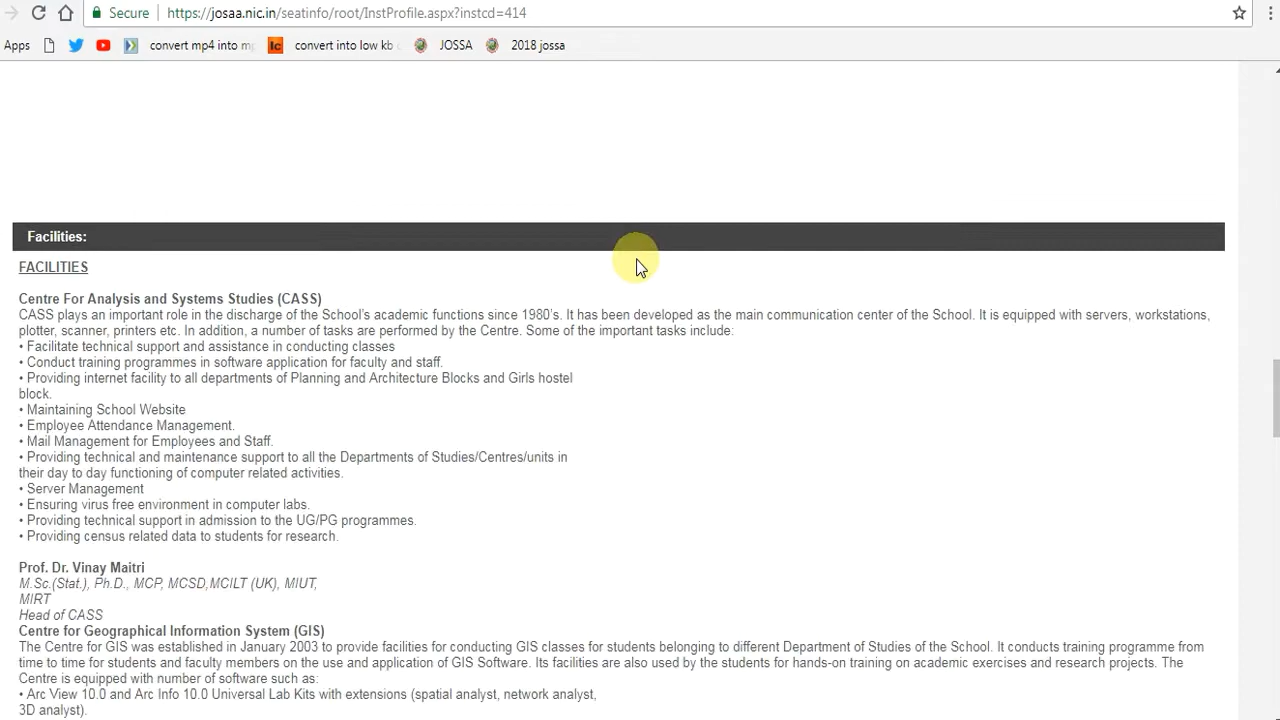 Secure https://josaa.nic.in/seatinfo/root/InstProfile.aspx?instcd=414
Apps convert mp4 into convert into low kb JOSSA 2018 jossa
Facilities:
FACILITIES
Centre For Analysis and Systems Studies (CASS)
CASS plays an important role in the discharge of the School's academic functions since 1980's. It has been developed as the main communication center of the School. It is equipped with servers, workstations,
plotter, scanner, printers etc. In addition, a number of tasks are performed by the Centre. Some of the important tasks include:
• Facilitate technical support and assistance in conducting classes
• Conduct training programmes in software application for faculty and staff.
• Providing internet facility to all departments of Planning and Architecture Blocks and Girls hostel
block.
• Maintaining School Website
• Employee Attendance Management.
• Mail Management for Employees and Staff.
• Providing technical and maintenance support to all the Departments of Studies/Centres/units in
their day to day functioning of computer related activities.
• Server Management
• Ensuring virus free environment in computer labs.
• Providing technical support in admission to the UG/PG programmes.
• Providing census related data to students for research.
Prof. Dr. Vinay Maitri
M.Sc.(Stat.), Ph.D., MCP, MCSD,MCILT (UK), MIUT,
MIRT
Head of CASS
Centre for Geographical Information System (GIS)
The Centre for GIS was established in January 2003 to provide facilities for conducting GIS classes for students belonging to different Department of Studies of the School. It conducts training programme from
time to time for students and faculty members on the use and application of GIS Software. Its facilities are also used by the students for hands-on training on academic exercises and research projects. The
Centre is equipped with number of software such as:
• Arc View 10.0 and Arc Info 10.0 Universal Lab Kits with extensions (spatial analyst, network analyst,
3D analyst).